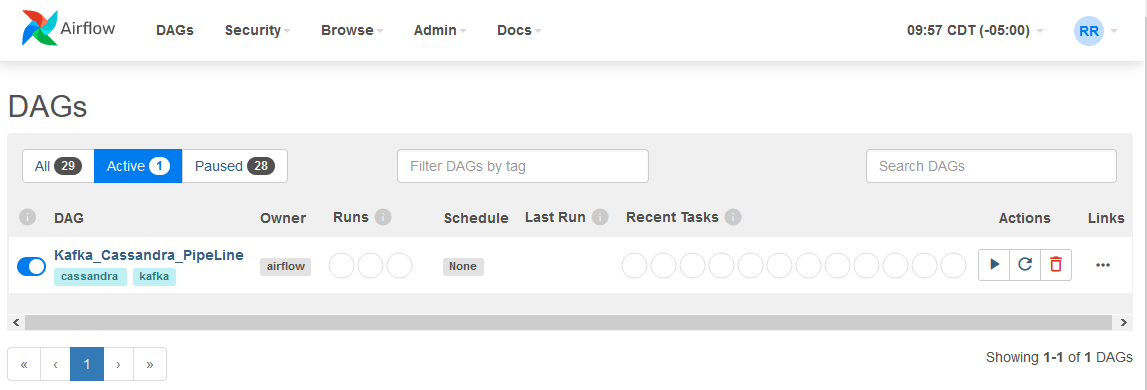 Airflow DAGs Security Browse Admin Docs 09:57 CDT (-05:00) RR
DAGs
All 29 Active 1 Paused 28 Filter DAGs by tag Search DAGs
i DAG Owner Runs i Schedule Last Run i Recent Tasks i Actions Links
Kafka_Cassandra_PipeLine
airflow None
cassandra kafka
« ‹ 1 › » Showing 1-1 of 1 DAGs